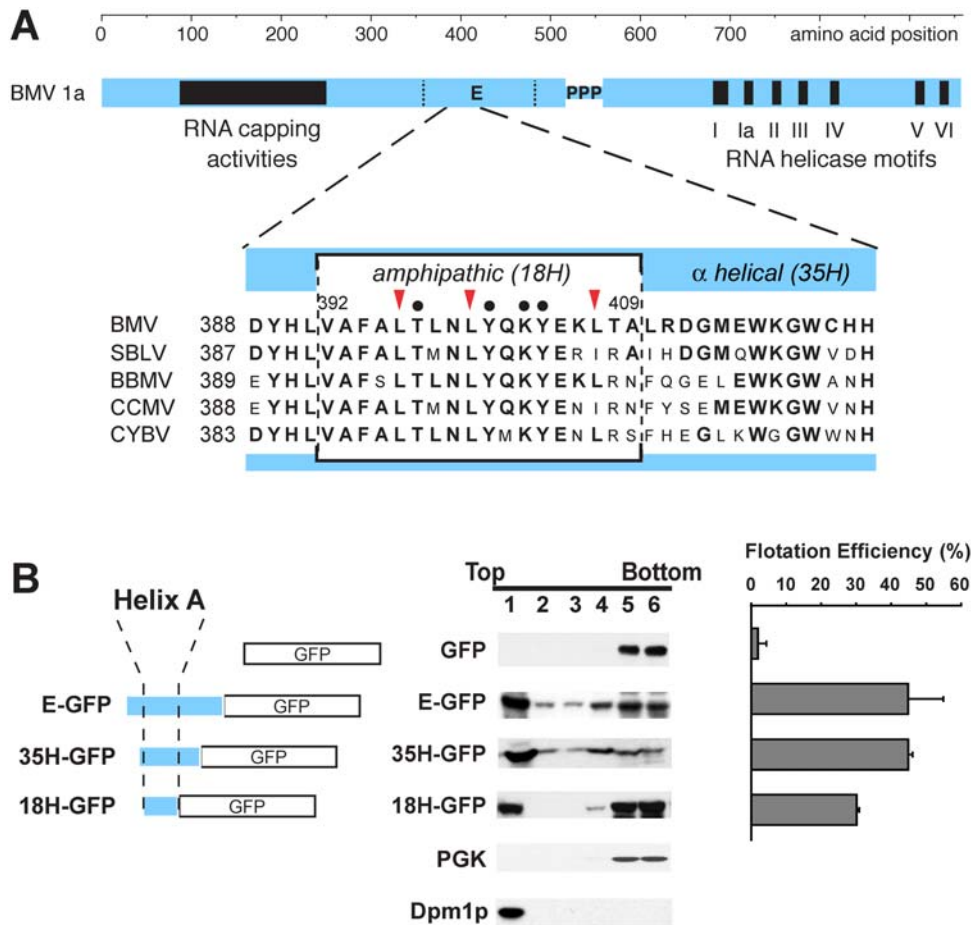 A
0 100 200 300 400 500 600 700 amino acid position
BMV 1a E PPP
RNA capping activities
I Ia II III IV V VI
RNA helicase motifs
amphipathic (18H) α helical (35H)
392 409
BMV 388 DYHLVAFALTLNLYQKYEKLTALRDGMEWKGWCHH
SBLV 387 DYHLVAFALTMNLYQKYERIRAIHDGMQWKGWVDH
BBMV 389 EYHLVAFSLTLNLYQKYEKLRNFQGELEWKGWANH
CCMV 388 EYHLVAFALTMNLYQKYENIRNFYSEMEWKGWVNH
CYBV 383 DYHLVAFALTLNLYMKYENLRSFHEGLKWGGWWNH
B
Helix A
GFP
E-GFP GFP
35H-GFP GFP
18H-GFP GFP
Top Bottom
1 2 3 4 5 6
GFP
E-GFP
35H-GFP
18H-GFP
PGK
Dpm1p
Flotation Efficiency (%)
0 10 20 30 40 50 60